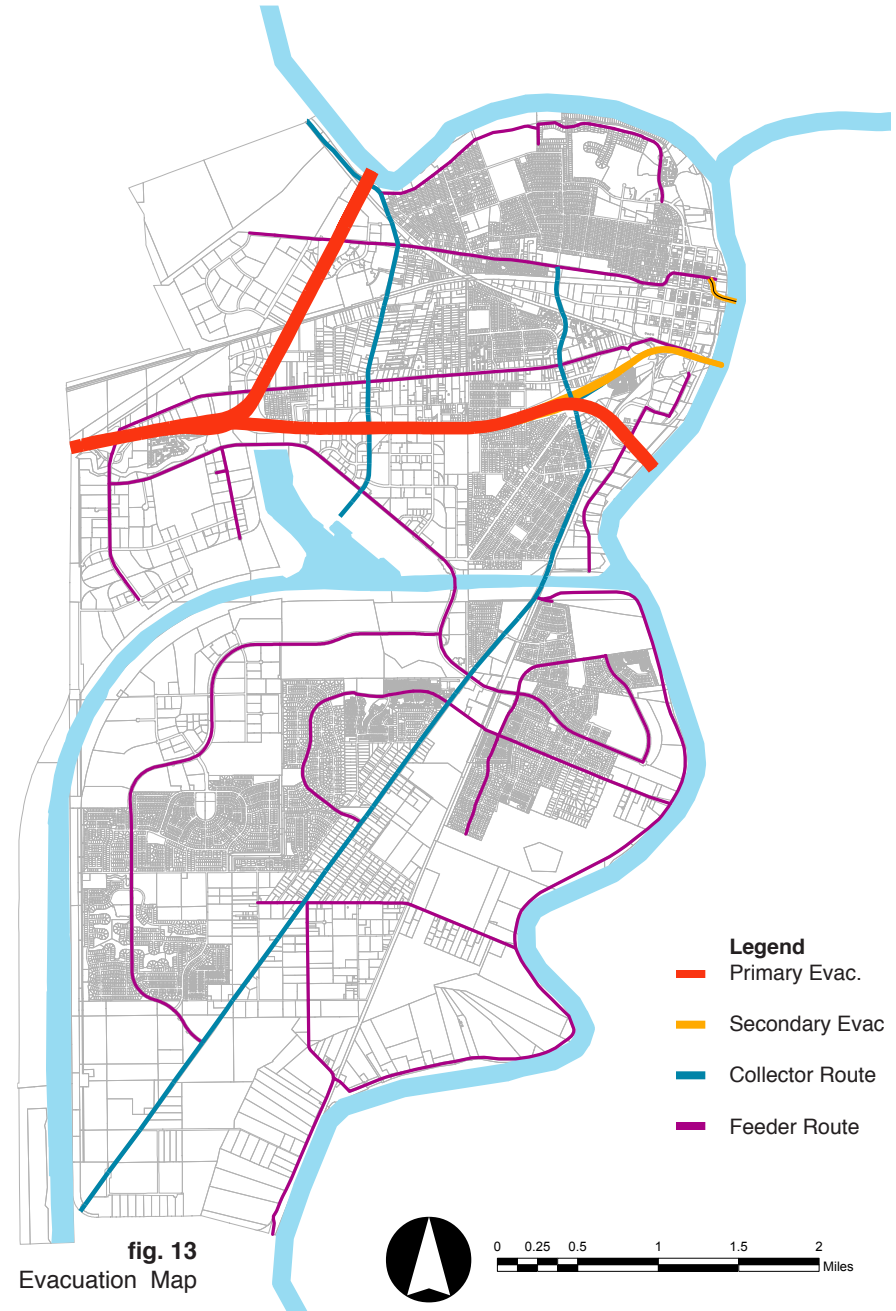 Legend
Primary Evac.
Secondary Evac
Collector Route
Feeder Route
fig. 13
Evacuation Map
0 0.25 0.5 1 1.5 2
Miles